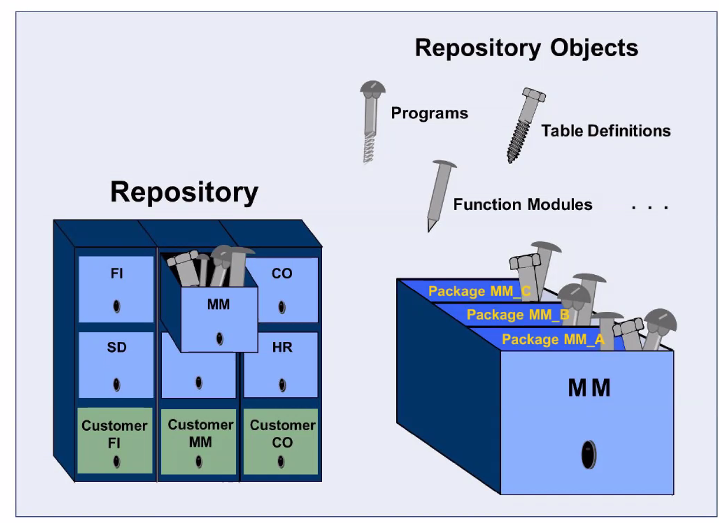 Repository Objects
Programs
Table Definitions
Function Modules . . .
Repository
FI
MM
CO
SD
HR
Customer
FI
Customer
MM
Customer
CO
Package MM_C
Package MM_B
Package MM_A
MM